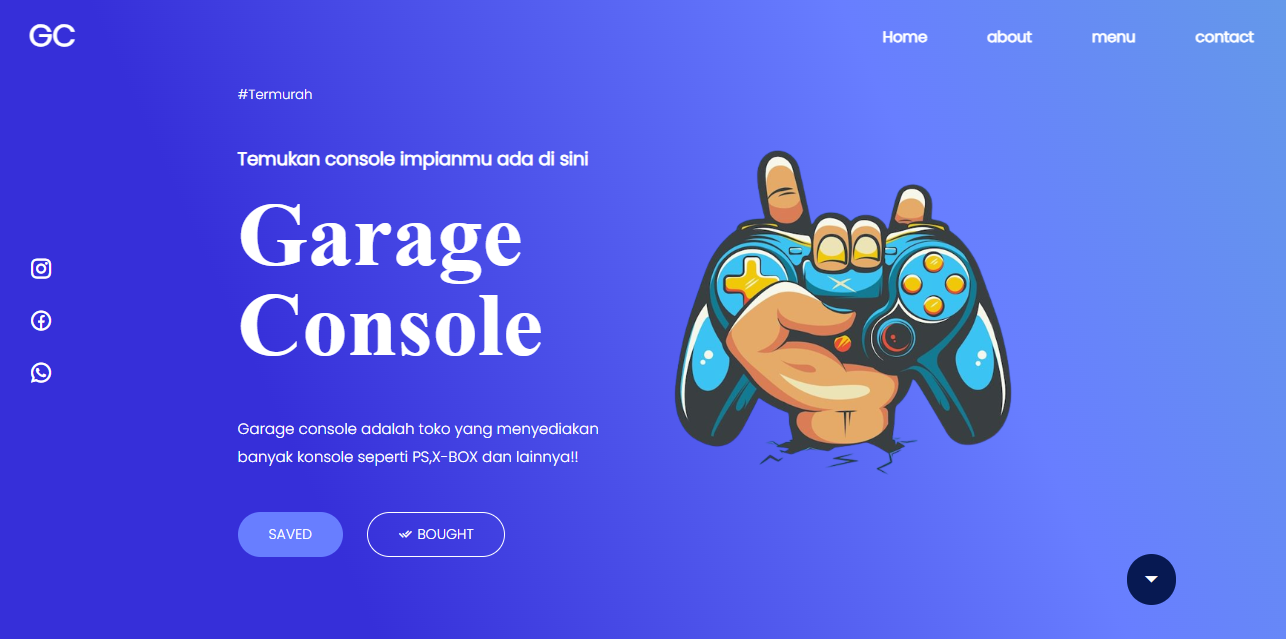 GC
Home
about
menu
contact
#Termurah
Temukan console impianmu ada di sini
Garage
Console
Garage console adalah toko yang menyediakan
banyak konsole seperti PS,X-BOX dan lainnya!!
SAVED
BOUGHT